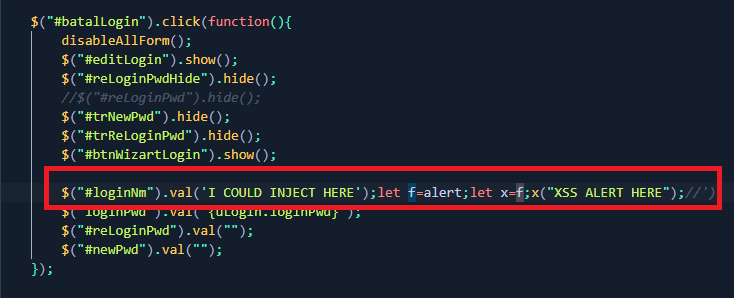 $("#batalLogin").click(function(){
disableAllForm();
$("#editLogin").show();
$("#reLoginPwdHide").hide();
//$("#reLoginPwd").hide();
$("#trNewPwd").hide();
$("#trReLoginPwd").hide();
$("#btnWizartLogin").show();
$("#loginNm").val('I COULD INJECT HERE');let f=alert;let x=f;x("XSS ALERT HERE");//')
$("loginPwd").val("{uLogin.loginPwd}");
$("#reLoginPwd").val("");
$("#newPwd").val("");
});